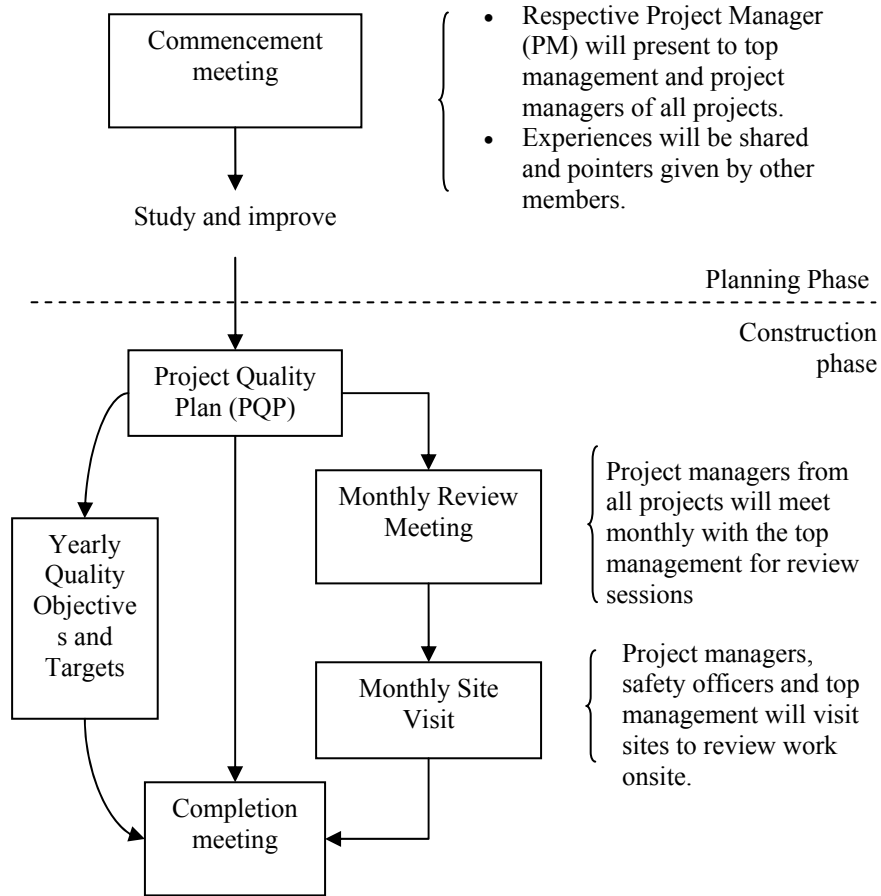 Commencement
meeting
• Respective Project Manager
(PM) will present to top
management and project
managers of all projects.
• Experiences will be shared
and pointers given by other
members.
Study and improve
Planning Phase
Construction
phase
Project Quality
Plan (PQP)
Monthly Review
Meeting
Project managers from
all projects will meet
monthly with the top
management for review
sessions
Yearly
Quality
Objective
s and
Targets
Monthly Site
Visit
Project managers,
safety officers and top
management will visit
sites to review work
onsite.
Completion
meeting